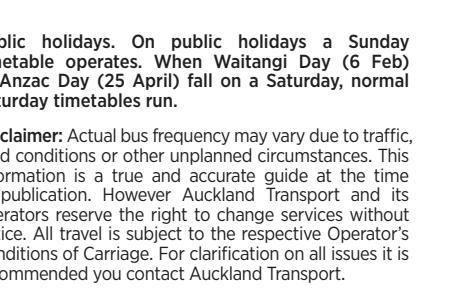 blic holidays. On public holidays a Sunday
etable operates. When Waitangi Day (6 Feb)
Anzac Day (25 April) fall on a Saturday, normal
urday timetables run.
claimer: Actual bus frequency may vary due to traffic,
d conditions or other unplanned circumstances. This
ormation is a true and accurate guide at the time
publication. However Auckland Transport and its
erators reserve the right to change services without
ice. All travel is subject to the respective Operator's
nditions of Carriage. For clarification on all issues it is
ommended you contact Auckland Transport.